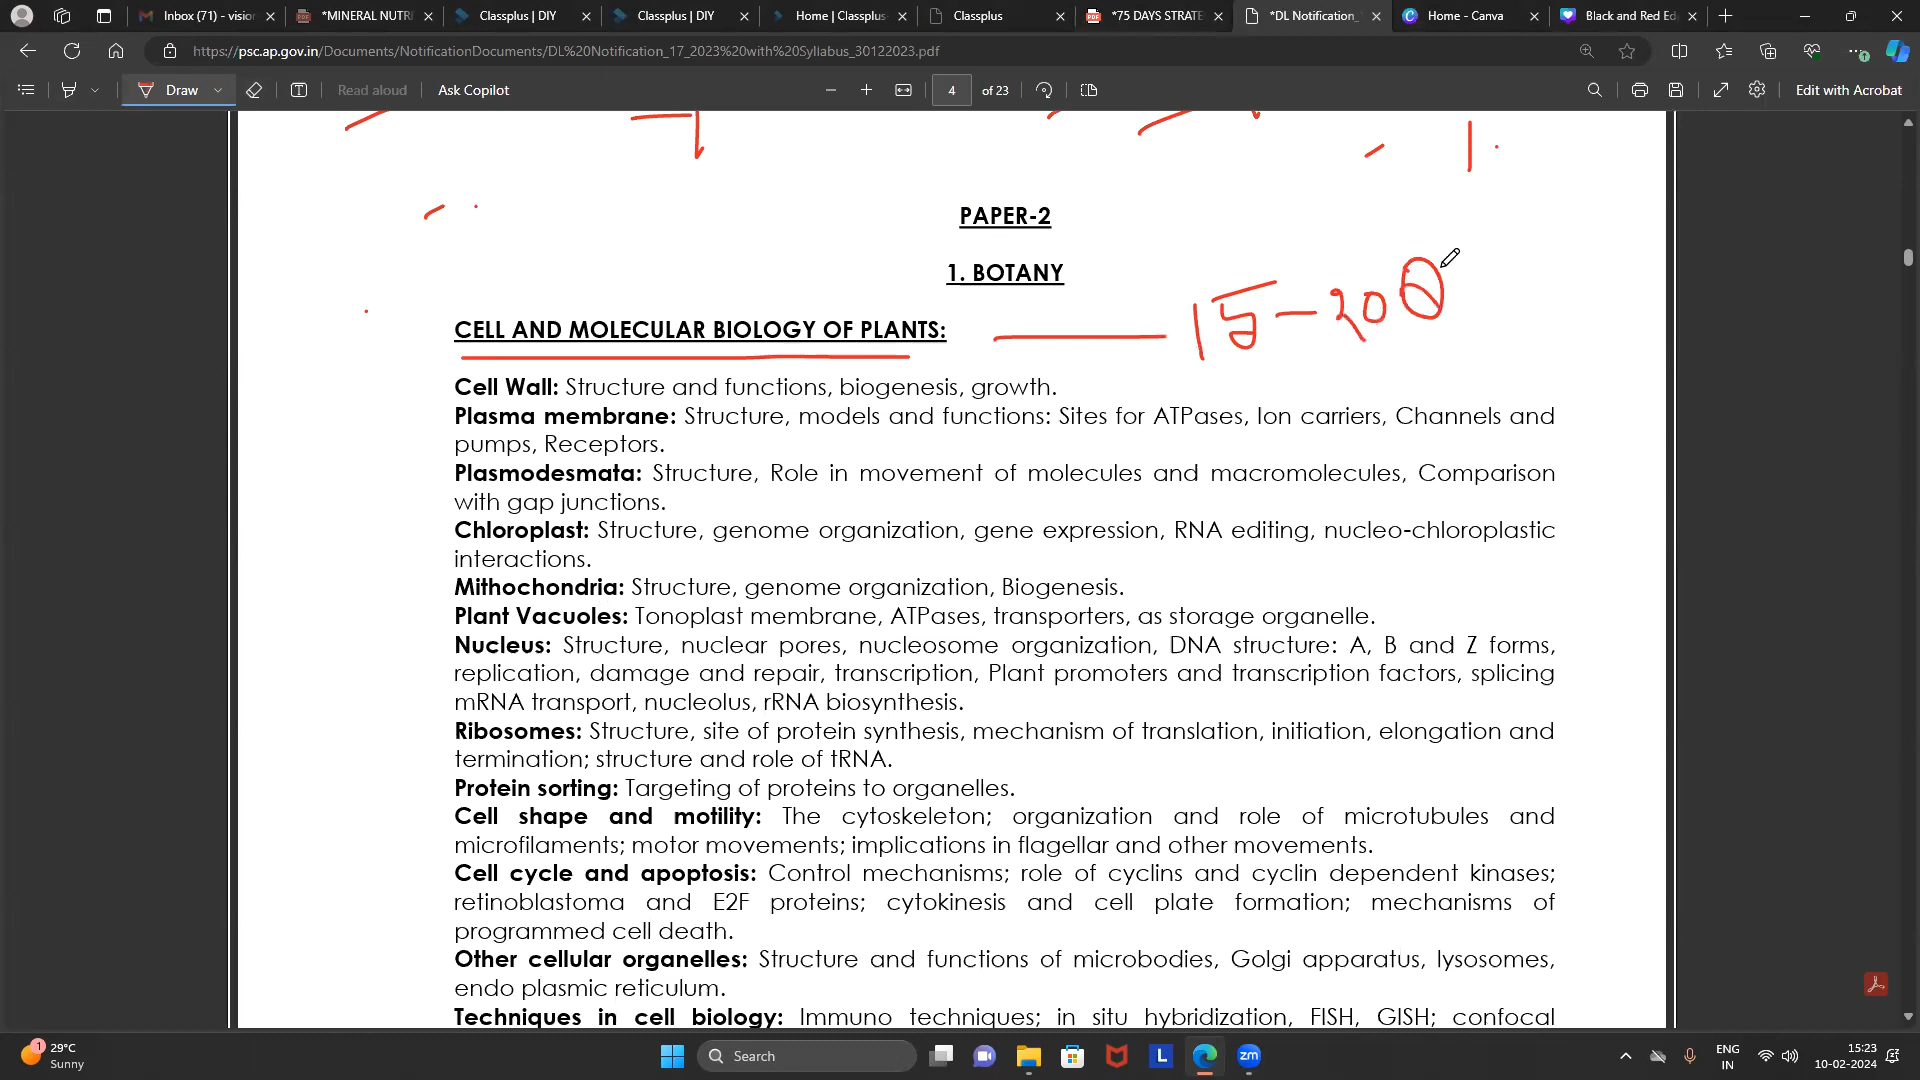 Inbox (71) - vision
*MINERAL NUTRI
Classplus | DIY
Classplus | DIY
Home | Classplus
Classplus
*75 DAYS STRATE
*DL Notification_
Home - Canva
Black and Red Ed
https://psc.ap.gov.in/Documents/NotificationDocuments/DL%20Notification_17_2023%20with%20Syllabus_30122023.pdf
Draw
Read aloud
Ask Copilot
4 of 23
Edit with Acrobat
PAPER-2
1. BOTANY
15-20Q
CELL AND MOLECULAR BIOLOGY OF PLANTS:
Cell Wall: Structure and functions, biogenesis, growth.
Plasma membrane: Structure, models and functions: Sites for ATPases, Ion carriers, Channels and
pumps, Receptors.
Plasmodesmata: Structure, Role in movement of molecules and macromolecules, Comparison
with gap junctions.
Chloroplast: Structure, genome organization, gene expression, RNA editing, nucleo-chloroplastic
interactions.
Mithochondria: Structure, genome organization, Biogenesis.
Plant Vacuoles: Tonoplast membrane, ATPases, transporters, as storage organelle.
Nucleus: Structure, nuclear pores, nucleosome organization, DNA structure: A, B and Z forms,
replication, damage and repair, transcription, Plant promoters and transcription factors, splicing
mRNA transport, nucleolus, rRNA biosynthesis.
Ribosomes: Structure, site of protein synthesis, mechanism of translation, initiation, elongation and
termination; structure and role of tRNA.
Protein sorting: Targeting of proteins to organelles.
Cell shape and motility: The cytoskeleton; organization and role of microtubules and
microfilaments; motor movements; implications in flagellar and other movements.
Cell cycle and apoptosis: Control mechanisms; role of cyclins and cyclin dependent kinases;
retinoblastoma and E2F proteins; cytokinesis and cell plate formation; mechanisms of
programmed cell death.
Other cellular organelles: Structure and functions of microbodies, Golgi apparatus, lysosomes,
endo plasmic reticulum.
Techniques in cell biology: Immuno techniques; in situ hybridization, FISH, GISH; confocal
1
29°C
Sunny
Search
L
zm
ENG
IN
15:23
10-02-2024